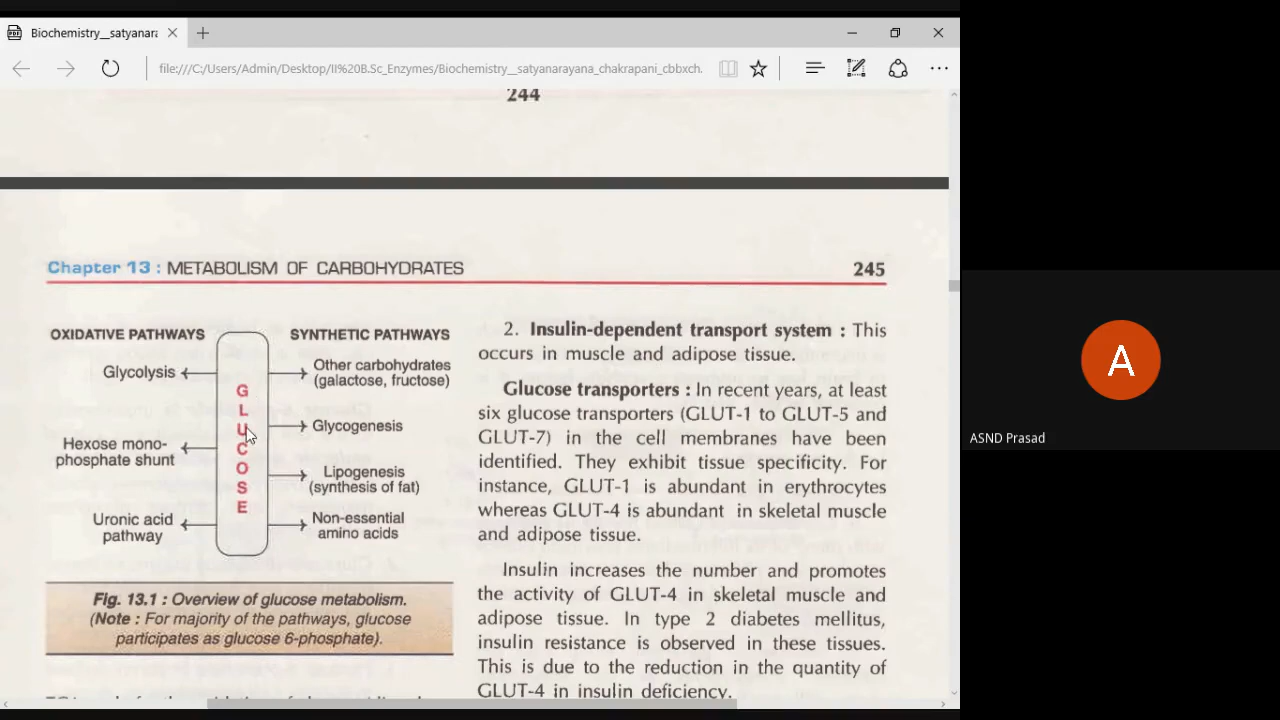 Biochemistry__satyanara
file:///C:/Users/Admin/Desktop/II%20B.Sc_Enzymes/Biochemistry__satyanarayana_chakrapani_cbbxch.
244
Chapter 13 : METABOLISM OF CARBOHYDRATES
245
OXIDATIVE PATHWAYS
SYNTHETIC PATHWAYS
Glycolysis
Hexose mono-
phosphate shunt
Uronic acid
pathway
GLUCOSE
Other carbohydrates
(galactose, fructose)
Glycogenesis
Lipogenesis
(synthesis of fat)
Non-essential
amino acids
Fig. 13.1 : Overview of glucose metabolism.
(Note : For majority of the pathways, glucose
participates as glucose 6-phosphate).
2. Insulin-dependent transport system : This
occurs in muscle and adipose tissue.
Glucose transporters : In recent years, at least
six glucose transporters (GLUT-1 to GLUT-5 and
GLUT-7) in the cell membranes have been
identified. They exhibit tissue specificity. For
instance, GLUT-1 is abundant in erythrocytes
whereas GLUT-4 is abundant in skeletal muscle
and adipose tissue.
Insulin increases the number and promotes
the activity of GLUT-4 in skeletal muscle and
adipose tissue. In type 2 diabetes mellitus,
insulin resistance is observed in these tissues.
This is due to the reduction in the quantity of
GLUT-4 in insulin deficiency.
A
ASND Prasad